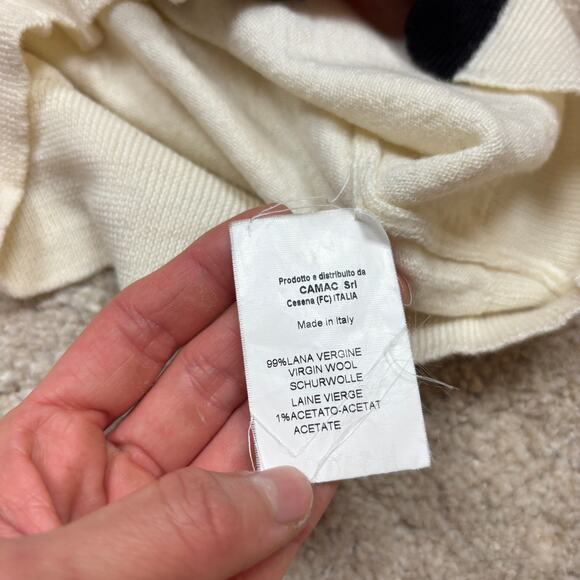 Prodotto e distribuito da
CAMAC Srl
Cesena (FC) ITALIA
Made in Italy
99%LANA VERGINE
VIRGIN WOOL
SCHURWOLLE
LAINE VIERGE
1%ACETATO-ACETAT
ACETATE